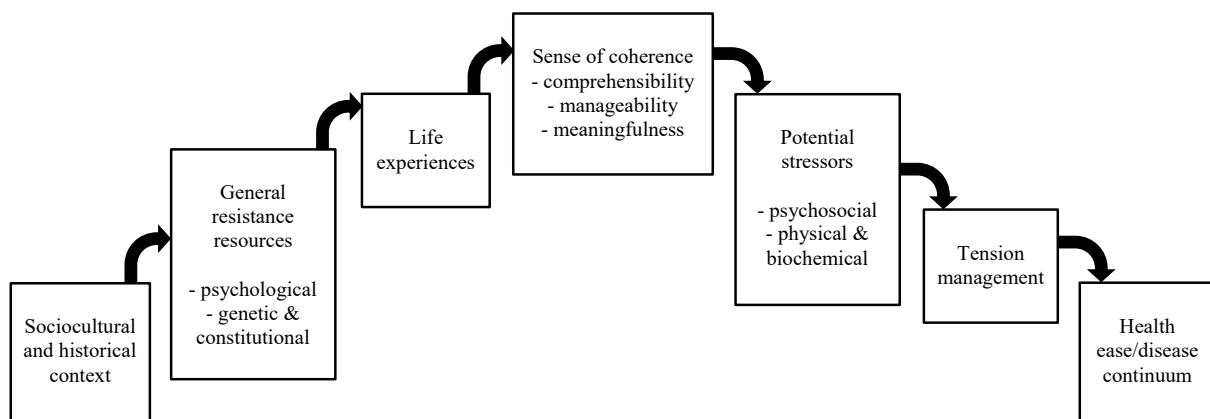 Sociocultural
and historical
context
General
resistance
resources
- psychological
- genetic &
constitutional
Life
experiences
Sense of coherence
- comprehensibility
- manageability
- meaningfulness
Potential
stressors
- psychosocial
- physical &
biochemical
Tension
management
Health
ease/disease
continuum